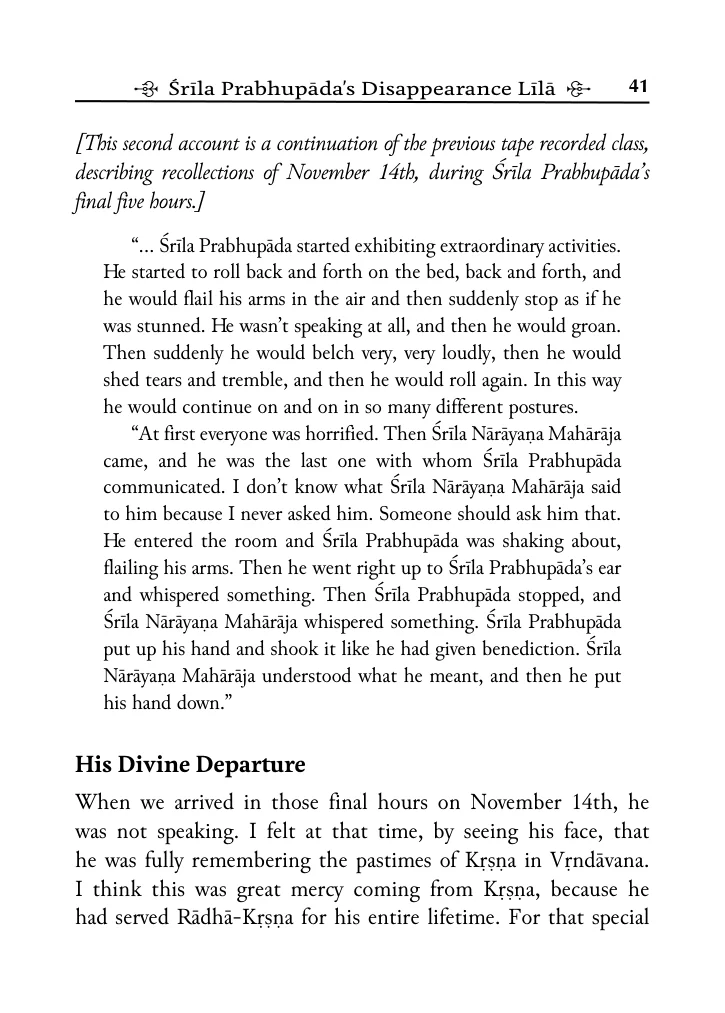 Śrīla Prabhupāda's Disappearance Līlā 41
[This second account is a continuation of the previous tape recorded class,
describing recollections of November 14th, during Śrīla Prabhupāda's
final five hours.]
“... Śrīla Prabhupāda started exhibiting extraordinary activities.
He started to roll back and forth on the bed, back and forth, and
he would flail his arms in the air and then suddenly stop as if he
was stunned. He wasn’t speaking at all, and then he would groan.
Then suddenly he would belch very, very loudly, then he would
shed tears and tremble, and then he would roll again. In this way
he would continue on and on in so many different postures.
“At first everyone was horrified. Then Śrīla Nārāyaṇa Mahārāja
came, and he was the last one with whom Śrīla Prabhupāda
communicated. I don’t know what Śrīla Nārāyaṇa Mahārāja said
to him because I never asked him. Someone should ask him that.
He entered the room and Śrīla Prabhupāda was shaking about,
flailing his arms. Then he went right up to Śrīla Prabhupāda’s ear
and whispered something. Then Śrīla Prabhupāda stopped, and
Śrīla Nārāyaṇa Mahārāja whispered something. Śrīla Prabhupāda
put up his hand and shook it like he had given benediction. Śrīla
Nārāyaṇa Mahārāja understood what he meant, and then he put
his hand down.”
His Divine Departure
When we arrived in those final hours on November 14th, he
was not speaking. I felt at that time, by seeing his face, that
he was fully remembering the pastimes of Kṛṣṇa in Vṛndāvana.
I think this was great mercy coming from Kṛṣṇa, because he
had served Rādhā-Kṛṣṇa for his entire lifetime. For that special